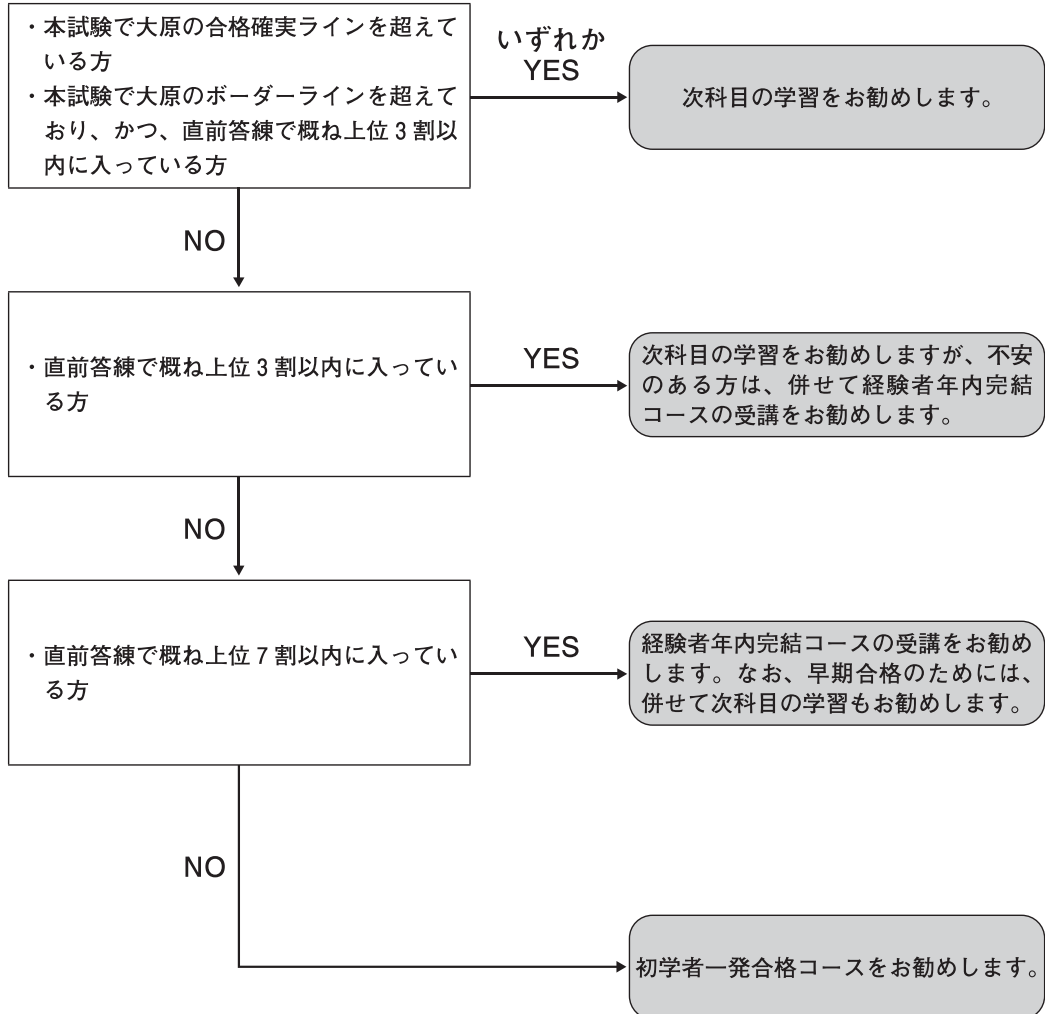 ・本試験で大原の合格確実ラインを超えて
いる方
・本試験で大原のボーダーラインを超えて
おり、かつ、直前答練で概ね上位3割以
内に入っている方
いずれか
YES
次科目の学習をお勧めします。
NO
・直前答練で概ね上位3割以内に入ってい
る方
YES
次科目の学習をお勧めしますが、不安
のある方は、併せて経験者年内完結
コースの受講をお勧めします。
NO
・直前答練で概ね上位7割以内に入ってい
る方
YES
経験者年内完結コースの受講をお勧め
します。なお、早期合格のためには、
併せて次科目の学習もお勧めします。
NO
初学者一発合格コースをお勧めします。